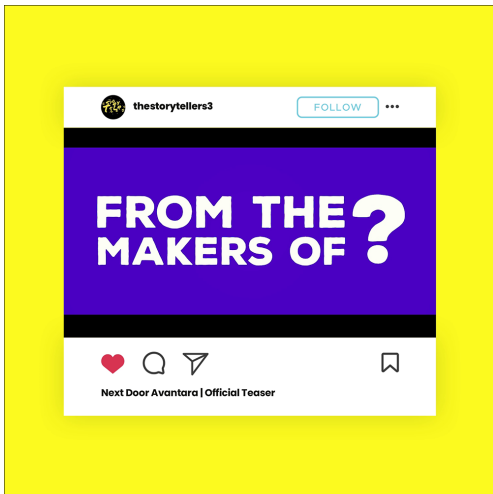 thestorytellers3
FOLLOW
FROM THE
MAKERS OF ?
Next Door Avantara | Official Teaser